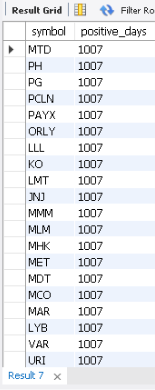 Result Grid Filter Ro
symbol positive_days
MTD 1007
PH 1007
PG 1007
PCLN 1007
PAYX 1007
ORLY 1007
LLL 1007
KO 1007
LMT 1007
JNJ 1007
MMM 1007
MLM 1007
MHK 1007
MET 1007
MDT 1007
MCO 1007
MAR 1007
LYB 1007
VAR 1007
URI 1007
Result 7